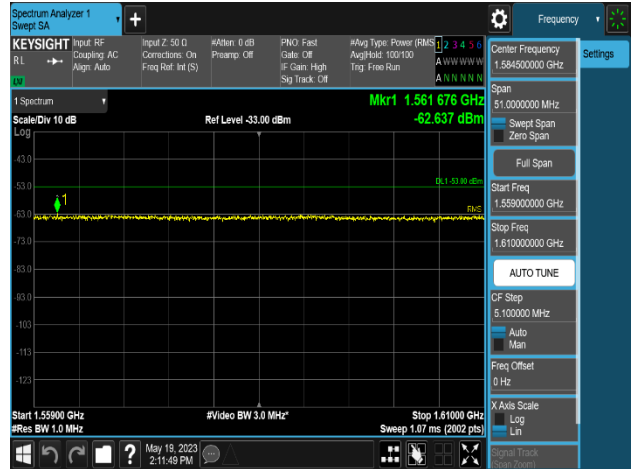 Spectrum Analyzer 1
Swept SA
+
Frequency
KEYSIGHT
RL
LW
Input: RF
Coupling: AC
Align: Auto
Input Z: 50 Ω
Corrections: On
Freq Ref: Int (S)
#Atten: 0 dB
Preamp: Off
PNO: Fast
Gate: Off
IF Gain: High
Sig Track: Off
#Avg Type: Power (RMS
Avg|Hold: 100/100
Trig: Free Run
1 2 3 4 5 6
A W W W W W
A N N N N N
Settings
Center Frequency
1.584500000 GHz
Span
51.0000000 MHz
Swept Span
Zero Span
Full Span
Start Freq
1.559000000 GHz
Stop Freq
1.610000000 GHz
AUTO TUNE
CF Step
5.100000 MHz
Auto
Man
Freq Offset
0 Hz
X Axis Scale
Log
Lin
Signal Track
(Span Zoom)
1 Spectrum
Scale/Div 10 dB
Ref Level -33.00 dBm
Mkr1 1.561 676 GHz
-62.637 dBm
Log
-43.0
-53.0
-63.0
-73.0
-83.0
-93.0
-103
-113
-123
DL1 -53.00 dBm
1
RMS
Start 1.55900 GHz
#Res BW 1.0 MHz
#Video BW 3.0 MHz*
Stop 1.61000 GHz
Sweep 1.07 ms (2002 pts)
?
May 19, 2023
2:11:49 PM